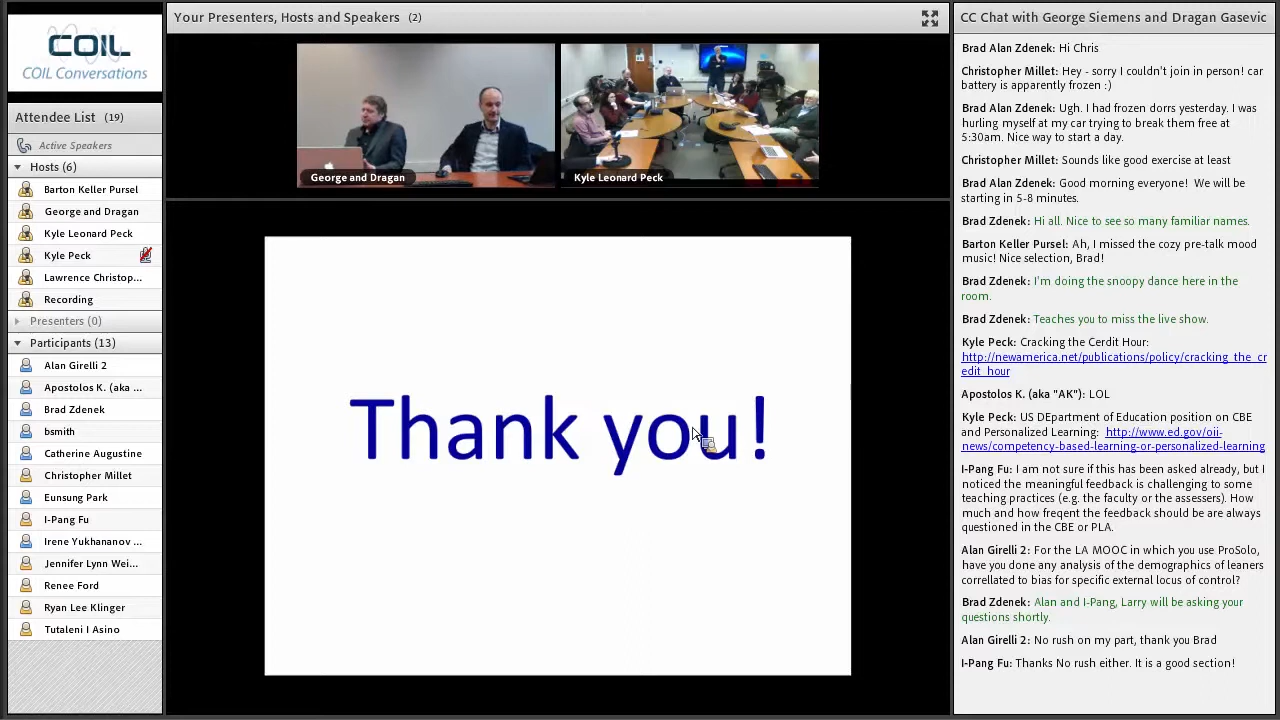 COIL
COIL Conversations
Attendee List (19)
Active Speakers
Hosts (6)
Barton Keller Pursel
George and Dragan
Kyle Leonard Peck
Kyle Peck
Lawrence Christop...
Recording
Presenters (0)
Participants (13)
Alan Girelli 2
Apostolos K. (aka ...
Brad Zdenek
bsmith
Catherine Augustine
Christopher Millet
Eunsung Park
I-Pang Fu
Irene Yukhananov ...
Jennifer Lynn Wei...
Renee Ford
Ryan Lee Klinger
Tutaleni I Asino
Your Presenters, Hosts and Speakers (2)
George and Dragan
Kyle Leonard Peck
Thank you!
CC Chat with George Siemens and Dragan Gasevic
Brad Alan Zdenek: Hi Chris
Christopher Millet: Hey - sorry I couldn't join in person! car
battery is apparently frozen :)
Brad Alan Zdenek: Ugh. I had frozen dorrs yesterday. I was
hurling myself at my car trying to break them free at
5:30am. Nice way to start a day.
Christopher Millet: Sounds like good exercise at least
Brad Alan Zdenek: Good morning everyone! We will be
starting in 5-8 minutes.
Brad Zdenek: Hi all. Nice to see so many familiar names.
Barton Keller Pursel: Ah, I missed the cozy pre-talk mood
music! Nice selection, Brad!
Brad Zdenek: I'm doing the snoopy dance here in the
room.
Brad Zdenek: Teaches you to miss the live show.
Kyle Peck: Cracking the Cerdit Hour:
http://newamerica.net/publications/policy/cracking_the_cr
edit_hour
Apostolos K. (aka "AK"): LOL
Kyle Peck: US DEpartment of Education position on CBE
and Personalized Learning: http://www.ed.gov/oii-
news/competency-based-learning-or-personalized-learning
I-Pang Fu: I am not sure if this has been asked already, but I
noticed the meaningful feedback is challenging to some
teaching practices (e.g. the faculty or the assessers). How
much and how freqent the feedback should be are always
questioned in the CBE or PLA.
Alan Girelli 2: For the LA MOOC in which you use ProSolo,
have you done any analysis of the demographics of leaners
correllated to bias for specific external locus of control?
Brad Zdenek: Alan and I-Pang, Larry will be asking your
questions shortly.
Alan Girelli 2: No rush on my part, thank you Brad
I-Pang Fu: Thanks No rush either. It is a good section!